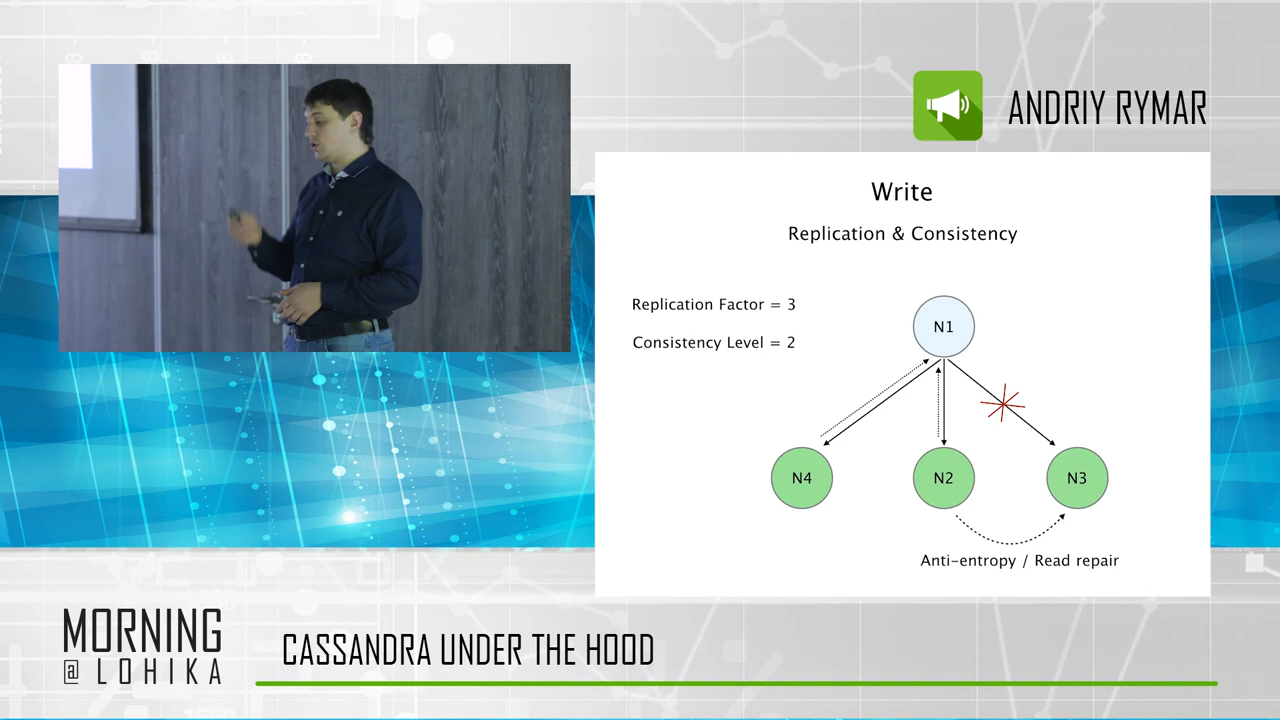 ANDRIY RYMAR
Write
Replication & Consistency
Replication Factor = 3
Consistency Level = 2
N1
N4
N2
N3
Anti-entropy / Read repair
MORNING
@ LOHIKA
CASSANDRA UNDER THE HOOD